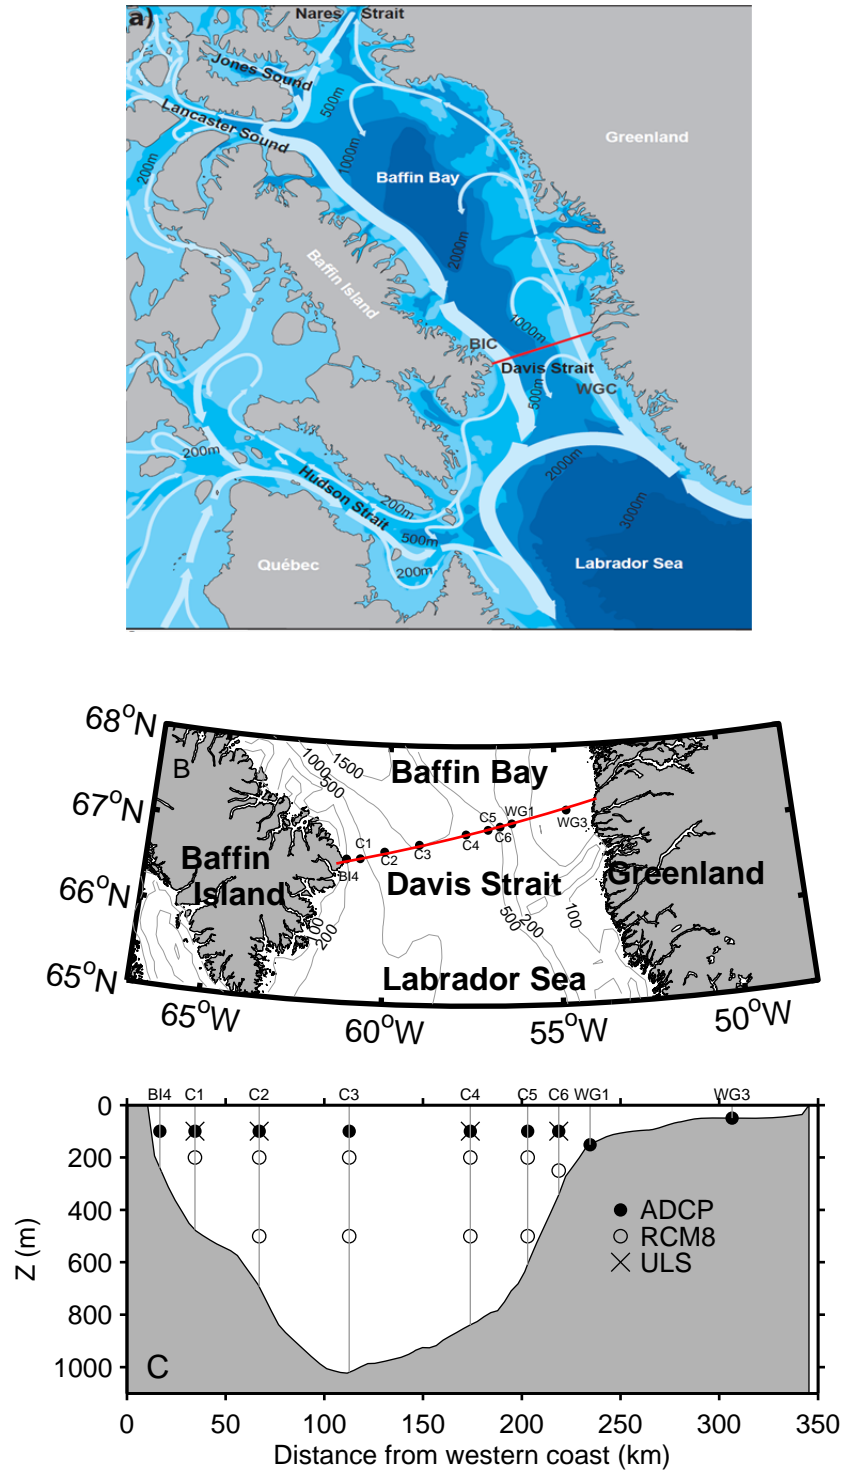 a)
Nares Strait
Jones Sound
500m
Lancaster Sound
Greenland
1000m
200m
Baffin Bay
2000m
Baffin Island
1000m
BIC
Davis Strait
500m
WGC
200m
2000m
Hudson Strait
200m
3000m
500m
Québec
200m
Labrador Sea
68°N
B
1000
1500
500
Baffin Bay
67°N
C5
WG1
WG3
C1
C4
C6
C2
C3
Baffin
Island
BI4
Davis Strait
Greenland
66°N
200
500
200
100
65°N
Labrador Sea
65°W
60°W
55°W
50°W
BI4 C1 C2 C3 C4 C5 C6 WG1 WG3
0
200
400
600
800
1000
Z (m)
ADCP
RCM8
ULS
C
0 50 100 150 200 250 300 350
Distance from western coast (km)